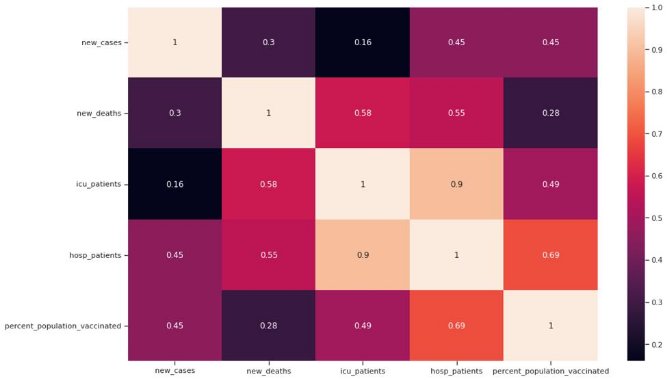 new_cases 1 0.3 0.16 0.45 0.45
new_deaths 0.3 1 0.58 0.55 0.28
icu_patients 0.16 0.58 1 0.9 0.49
hosp_patients 0.45 0.55 0.9 1 0.69
percent_population_vaccinated 0.45 0.28 0.49 0.69 1
new_cases new_deaths icu_patients hosp_patients percent_population_vaccinated
1.0
0.9
0.8
0.7
0.6
0.5
0.4
0.3
0.2